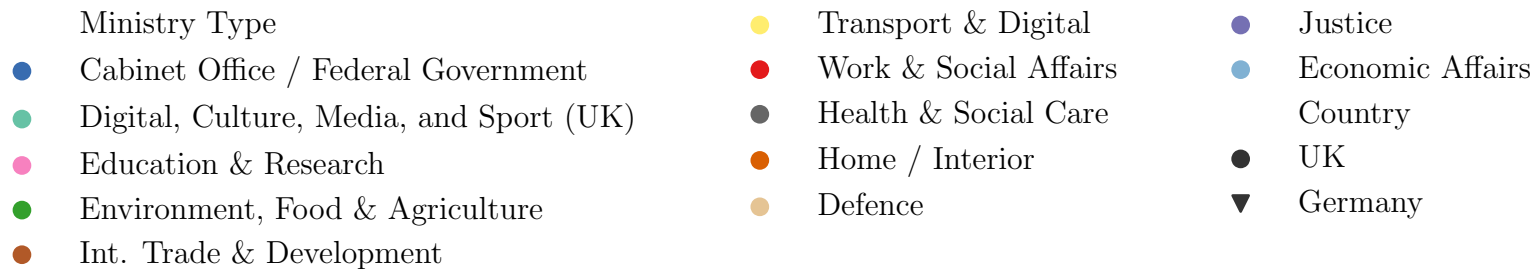 Ministry Type
Cabinet Office / Federal Government
Digital, Culture, Media, and Sport (UK)
Education & Research
Environment, Food & Agriculture
Int. Trade & Development
Transport & Digital
Work & Social Affairs
Health & Social Care
Home / Interior
Defence
Justice
Economic Affairs
Country
UK
Germany